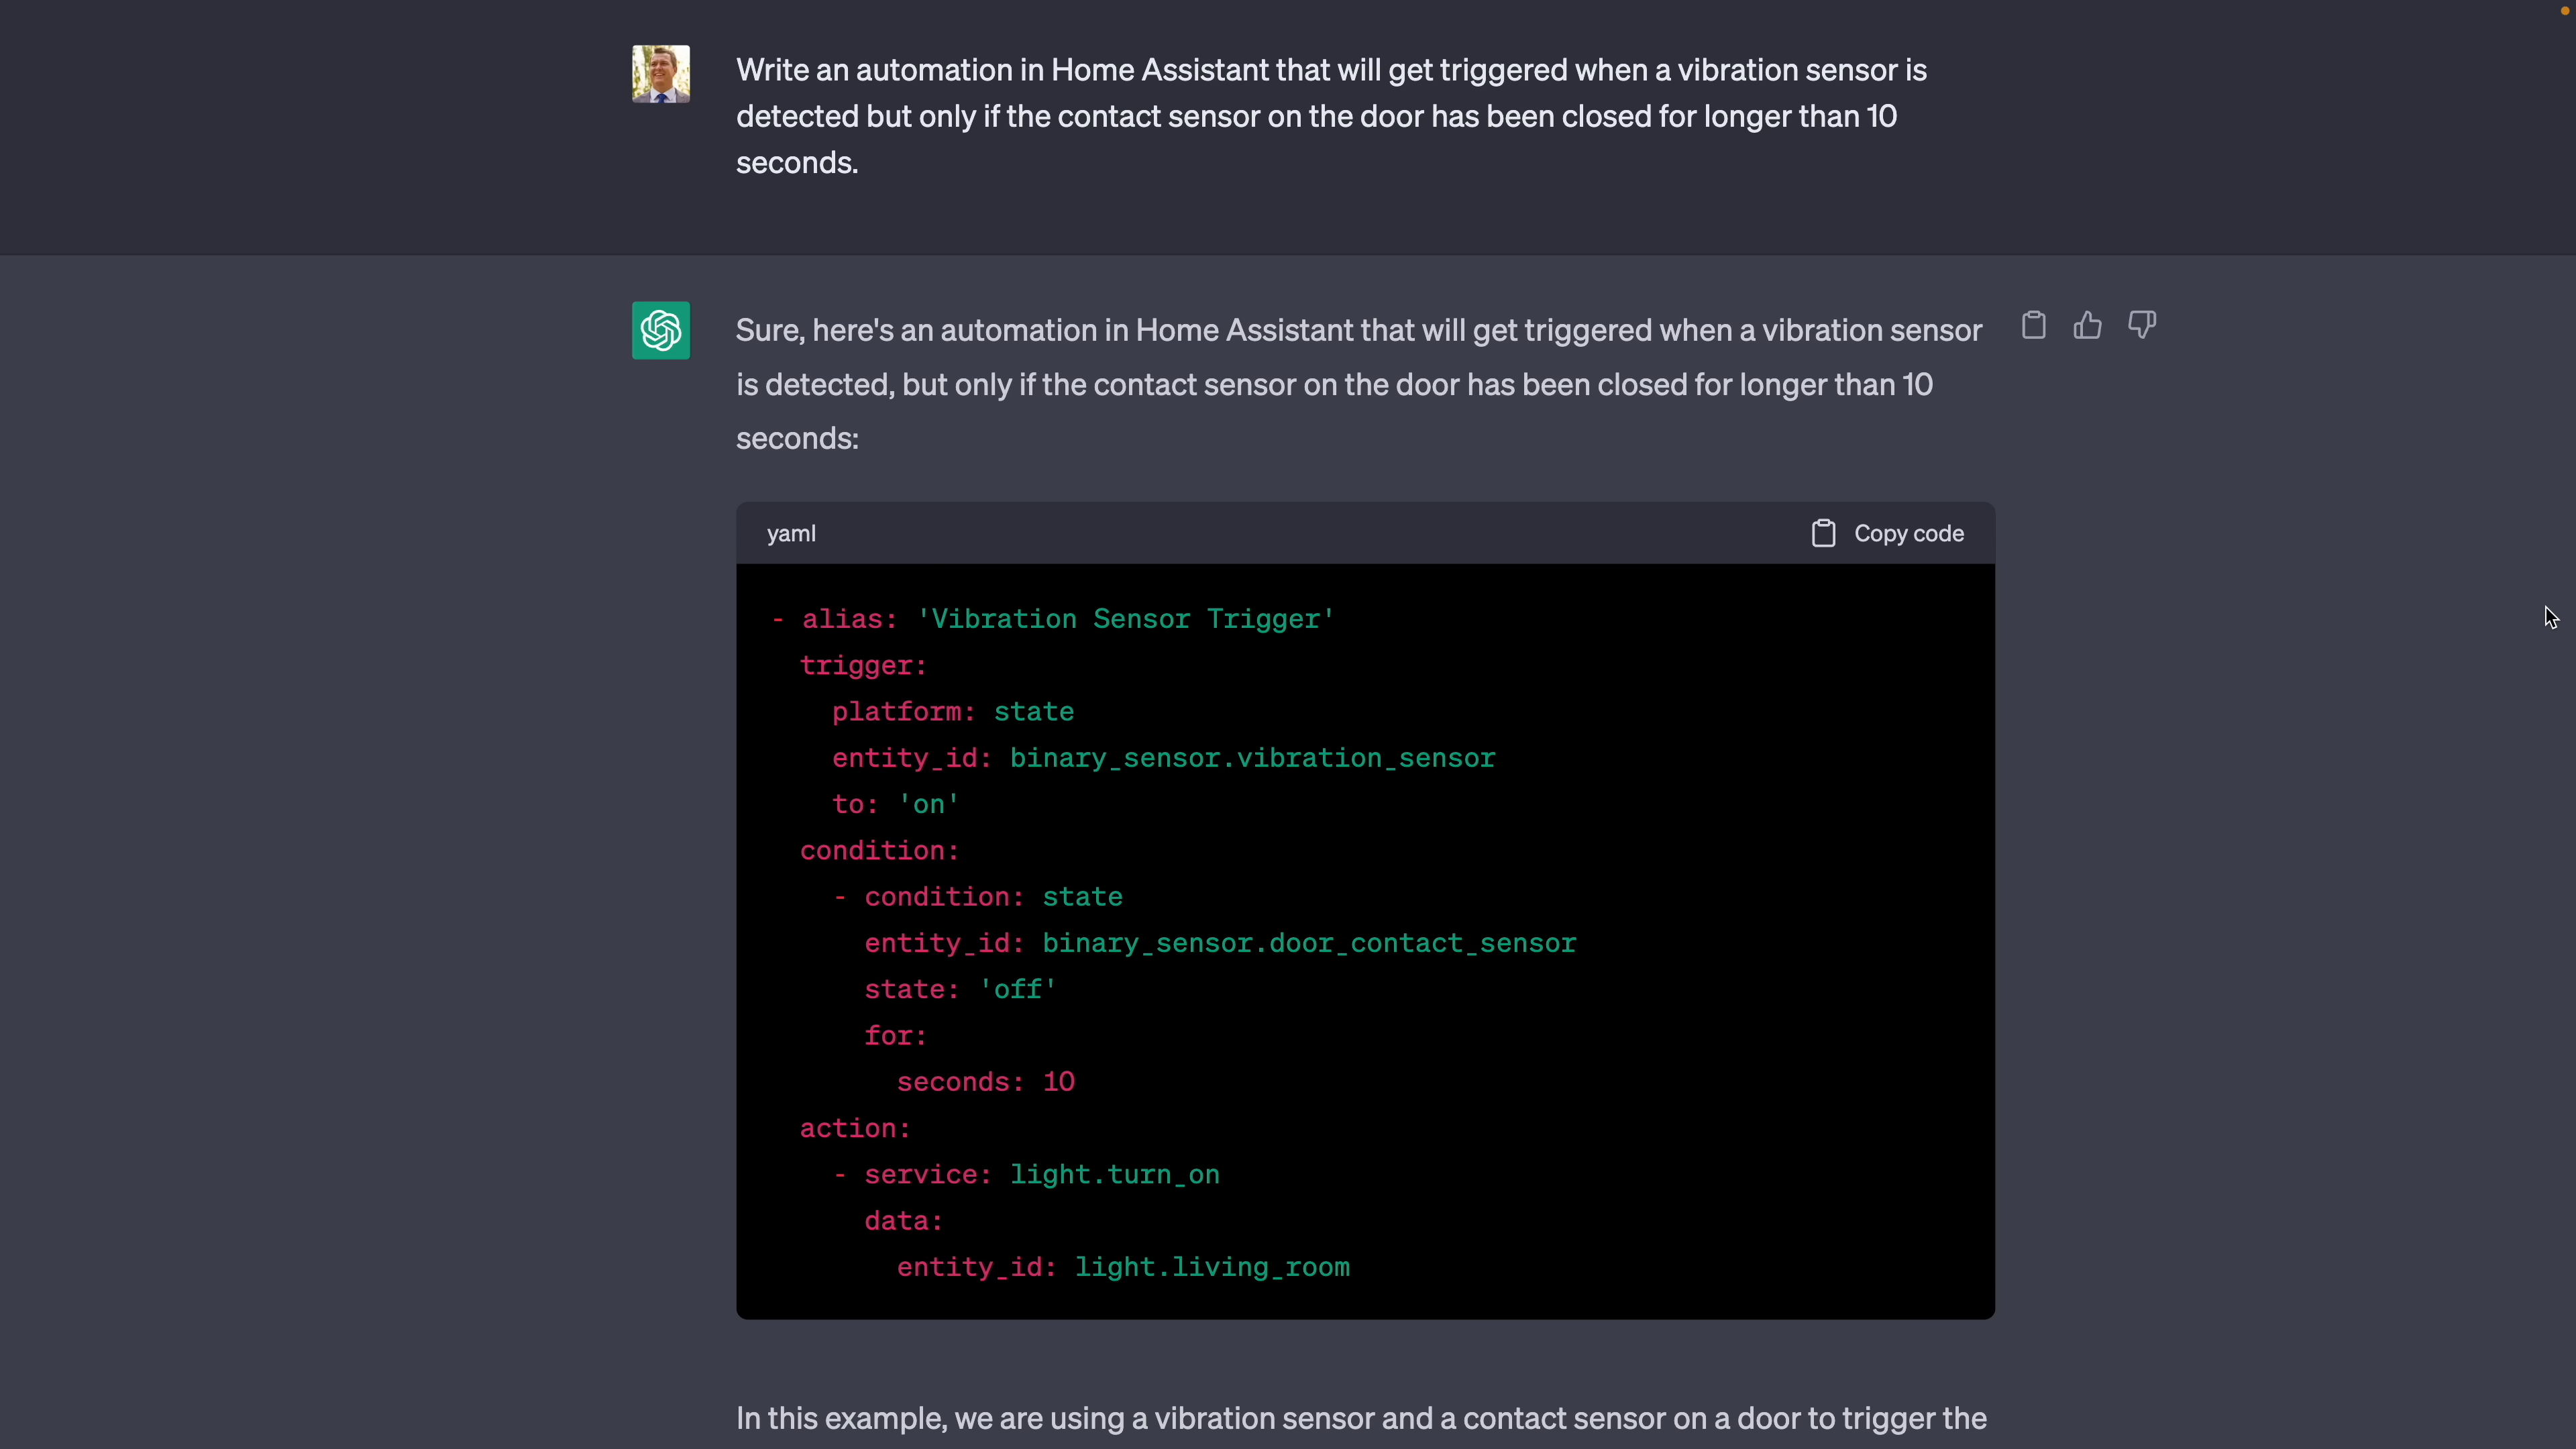 Write an automation in Home Assistant that will get triggered when a vibration sensor is
detected but only if the contact sensor on the door has been closed for longer than 10
seconds.
Sure, here's an automation in Home Assistant that will get triggered when a vibration sensor
is detected, but only if the contact sensor on the door has been closed for longer than 10
seconds:
yaml
Copy code
- alias: 'Vibration Sensor Trigger'
  trigger:
    platform: state
    entity_id: binary_sensor.vibration_sensor
    to: 'on'
  condition:
    - condition: state
      entity_id: binary_sensor.door_contact_sensor
      state: 'off'
      for:
        seconds: 10
  action:
    - service: light.turn_on
      data:
        entity_id: light.living_room
In this example, we are using a vibration sensor and a contact sensor on a door to trigger the